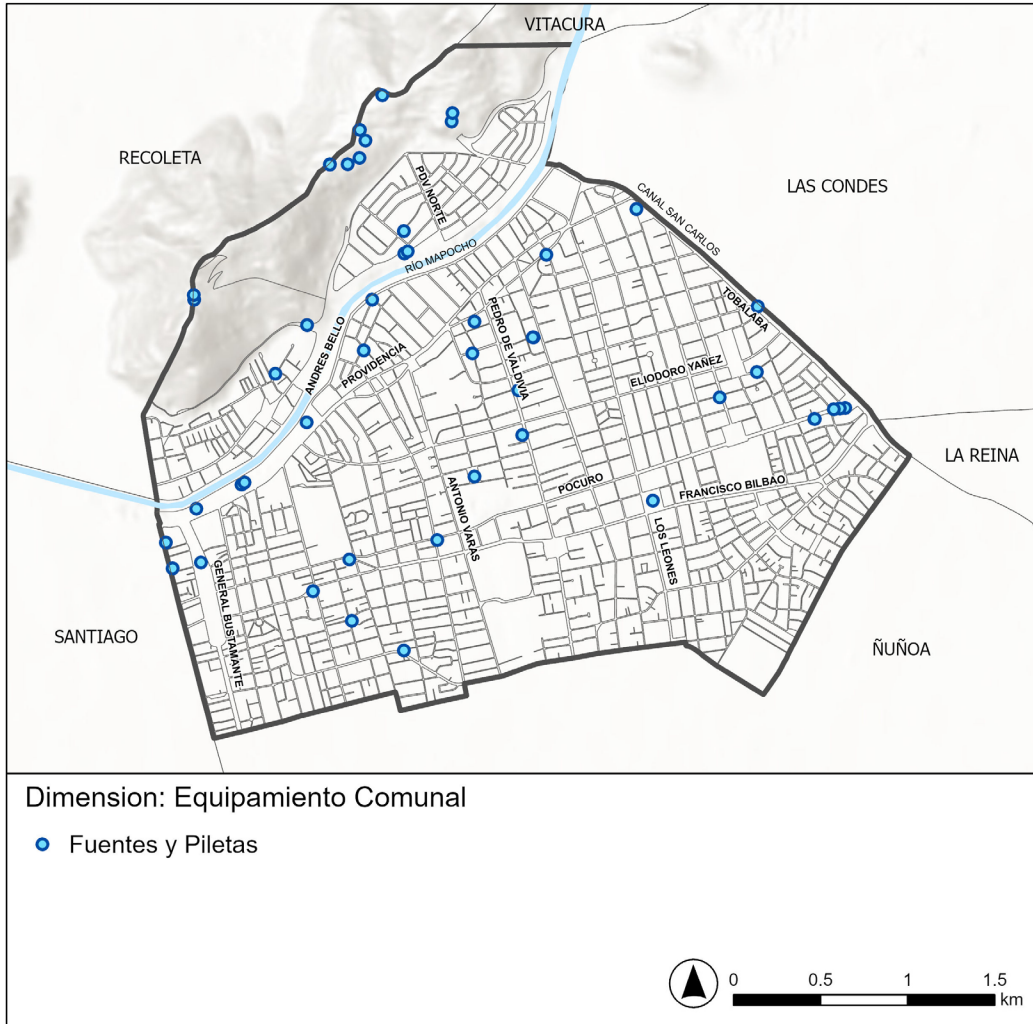 VITACURA
RECOLETA
LAS CONDES
PDV NORTE
CANAL SAN CARLOS
RÍO MAPOCHO
TOBALABA
PEDRO DE VALDIVIA
ANDRES BELLO
PROVIDENCIA
ELIODORO YAÑEZ
LA REINA
POCURO
FRANCISCO BILBAO
ANTONIO VARAS
LOS LEONES
GENERAL BUSTAMANTE
SANTIAGO
ÑUÑOA
Dimension: Equipamiento Comunal
Fuentes y Piletas
0 0.5 1 1.5
km